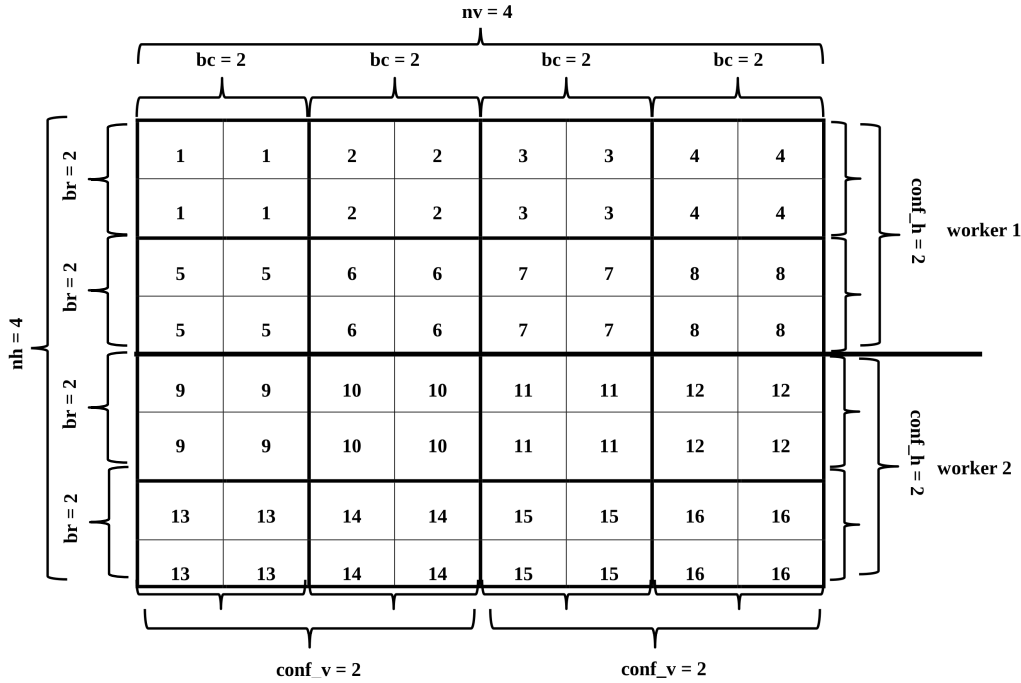 nv = 4
bc = 2 bc = 2 bc = 2 bc = 2
nh = 4
br = 2
br = 2
br = 2
br = 2
1 1 2 2 3 3 4 4
1 1 2 2 3 3 4 4
5 5 6 6 7 7 8 8
5 5 6 6 7 7 8 8
9 9 10 10 11 11 12 12
9 9 10 10 11 11 12 12
13 13 14 14 15 15 16 16
13 13 14 14 15 15 16 16
conf_h = 2
worker 1
conf_h = 2
worker 2
conf_v = 2 conf_v = 2